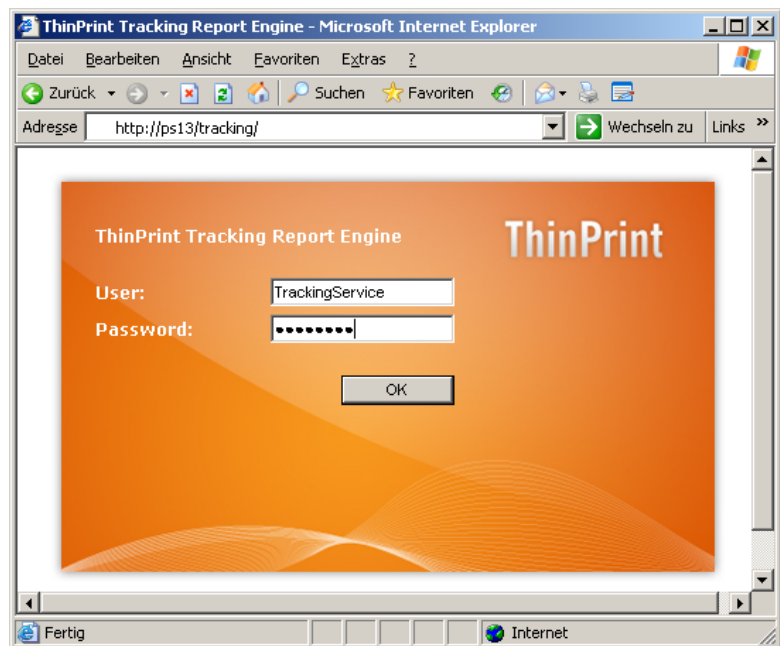 ThinPrint Tracking Report Engine - Microsoft Internet Explorer
Datei Bearbeiten Ansicht Favoriten Extras ?
Zurück Suchen Favoriten
Adresse http://ps13/tracking/ Wechseln zu Links »
ThinPrint Tracking Report Engine
ThinPrint
User: TrackingService
Password: ••••••••
OK
Fertig Internet